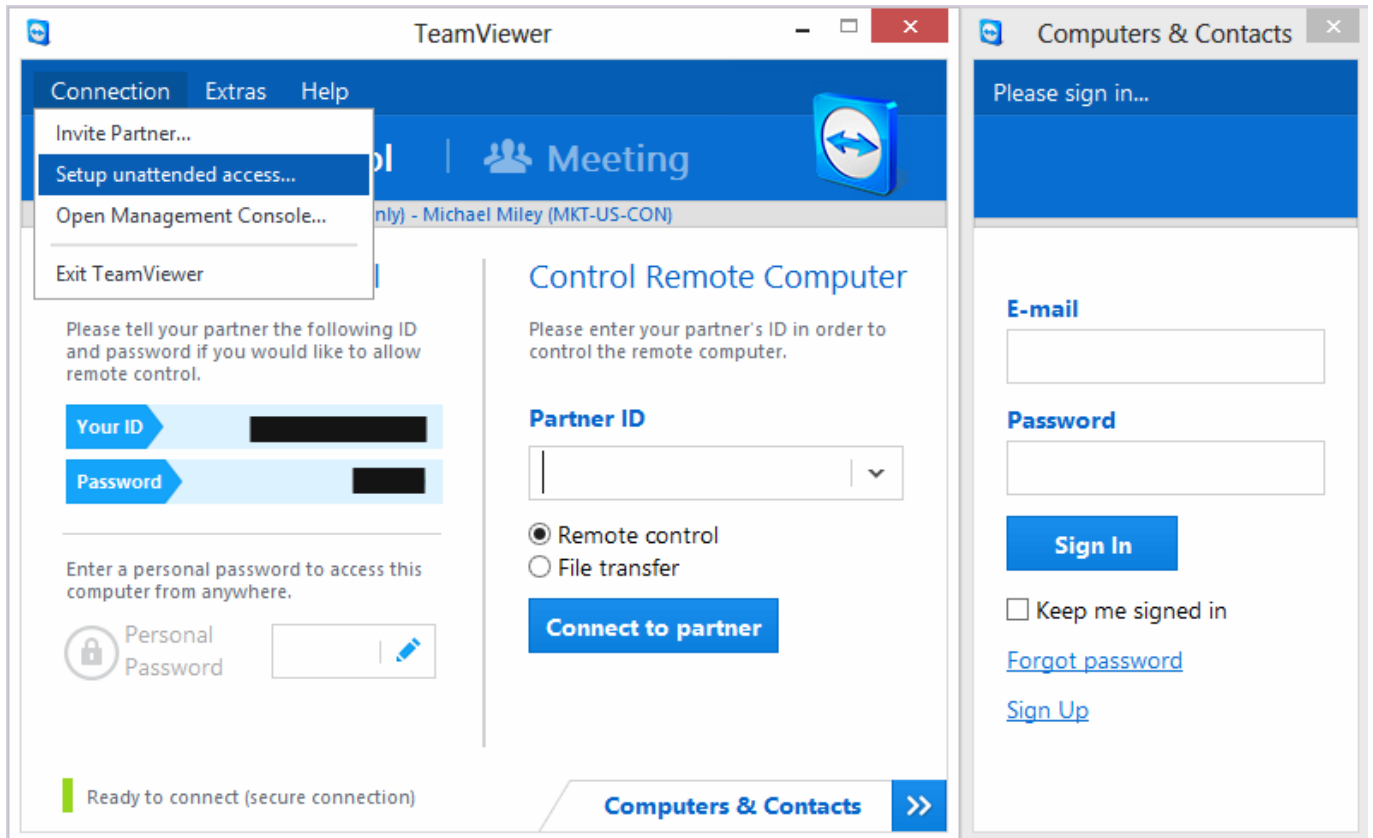 TeamViewer
Connection Extras Help
Invite Partner...
Setup unattended access...
Open Management Console...
Exit TeamViewer
Meeting
- Michael Miley (MKT-US-CON)
Please tell your partner the following ID
and password if you would like to allow
remote control.
Your ID
Password
Enter a personal password to access this
computer from anywhere.
Personal
Password
Control Remote Computer
Please enter your partner's ID in order to
control the remote computer.
Partner ID
Remote control
File transfer
Connect to partner
Ready to connect (secure connection)
Computers & Contacts
Computers & Contacts
Please sign in...
E-mail
Password
Sign In
Keep me signed in
Forgot password
Sign Up